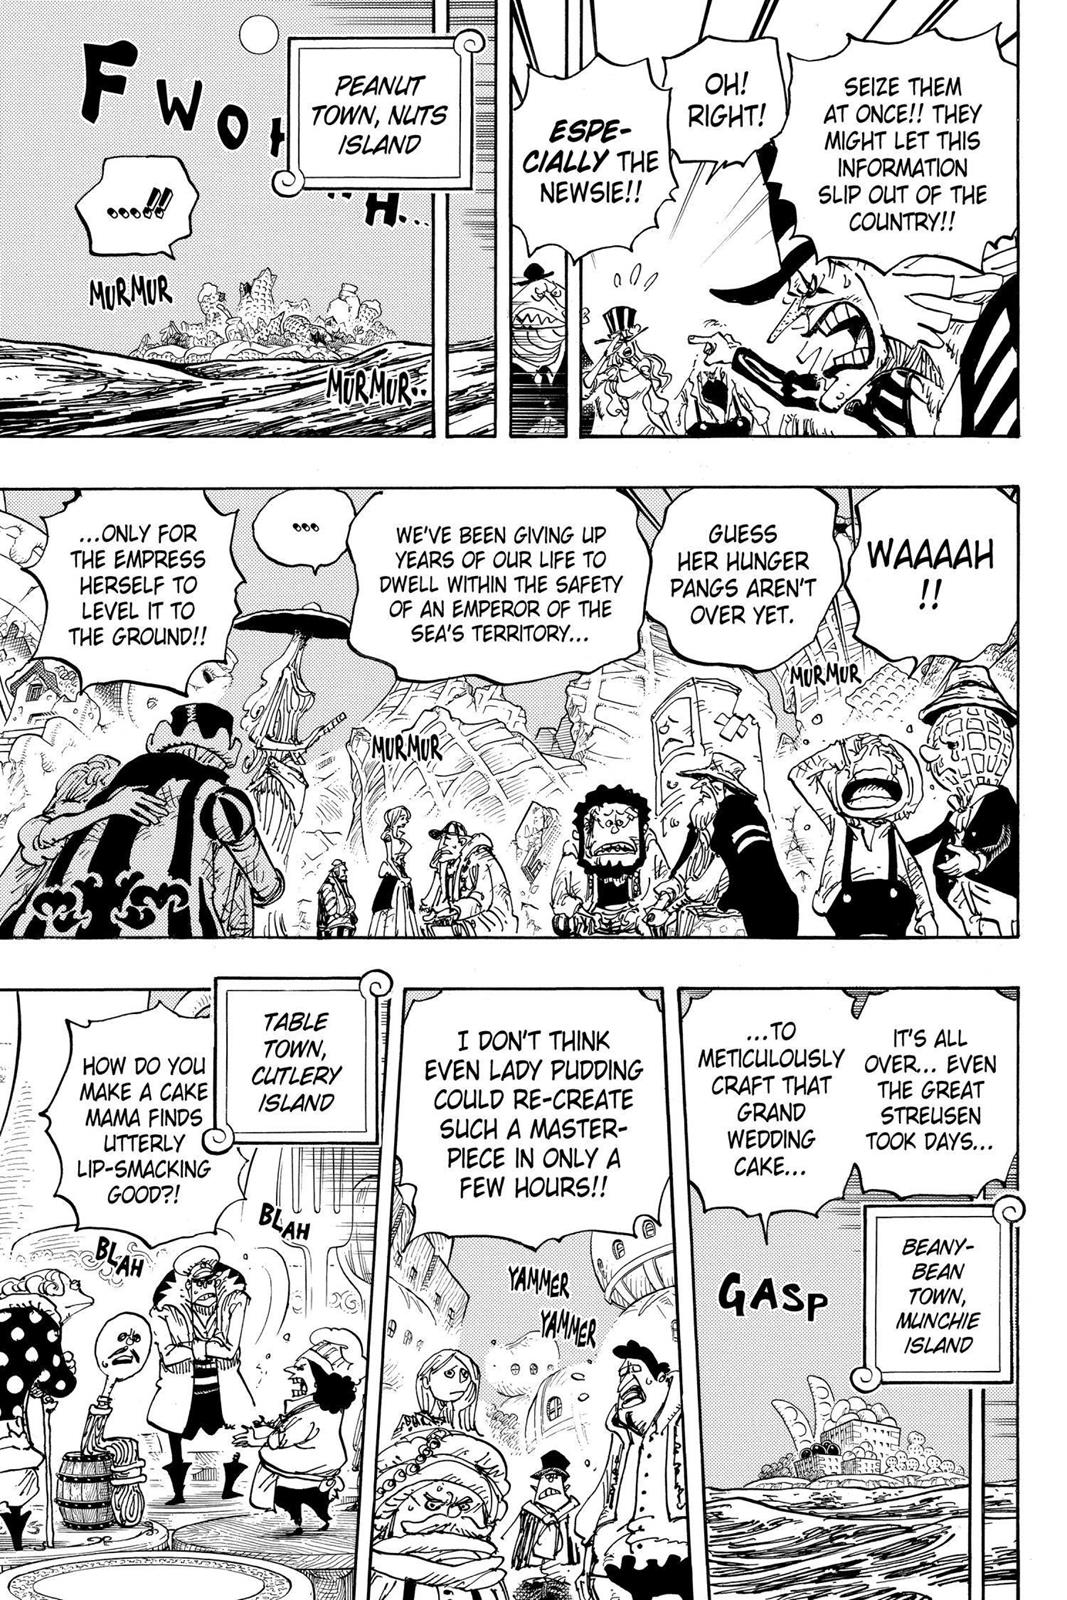 SEIZE THEM
AT ONCE!! THEY
MIGHT LET THIS
INFORMATION
SLIP OUT OF THE
COUNTRY!!
OH!
RIGHT!
ESPE-
CIALLY THE
NEWSIE!!
PEANUT
TOWN, NUTS
ISLAND
FWOH
H...
...!!
MURMUR
MURMUR..
WAAAAH
!!
GUESS
HER HUNGER
PANGS AREN'T
OVER YET.
MURMUR
WE'VE BEEN GIVING UP
YEARS OF OUR LIFE TO
DWELL WITHIN THE SAFETY
OF AN EMPEROR OF THE
SEA'S TERRITORY...
MURMUR
...
...ONLY FOR
THE EMPRESS
HERSELF TO
LEVEL IT TO
THE GROUND!!
IT'S ALL
OVER... EVEN
THE GREAT
STREUSEN
TOOK DAYS...
...TO
METICULOUSLY
CRAFT THAT
GRAND
WEDDING
CAKE...
BEANY-
BEAN
TOWN,
MUNCHIE
ISLAND
GASP
I DON'T THINK
EVEN LADY PUDDING
COULD RE-CREATE
SUCH A MASTER-
PIECE IN ONLY A
FEW HOURS!!
YAMMER
YAMMER
TABLE
TOWN,
CUTLERY
ISLAND
HOW DO YOU
MAKE A CAKE
MAMA FINDS
UTTERLY
LIP-SMACKING
GOOD?!
BLAH
BLAH